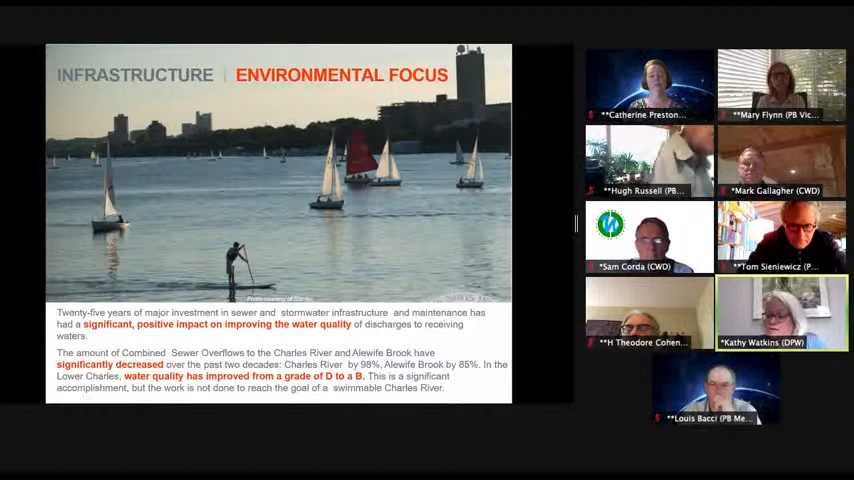 INFRASTRUCTURE | ENVIRONMENTAL FOCUS
Twenty-five years of major investment in sewer and stormwater infrastructure and maintenance has
had a significant, positive impact on improving the water quality of discharges to receiving
waters.
The amount of Combined Sewer Overflows to the Charles River and Alewife Brook have
significantly decreased over the past two decades: Charles River by 98%, Alewife Brook by 85%. In the
Lower Charles, water quality has improved from a grade of D to a B. This is a significant
accomplishment, but the work is not done to reach the goal of a swimmable Charles River.
**Catherine Preston...
**Mary Flynn (PB Vic...
**Hugh Russell (PB...
*Mark Gallagher (CWD)
*Sam Corda (CWD)
**Tom Sieniewicz (P...
**H Theodore Cohen...
*Kathy Watkins (DPW)
**Louis Bacci (PB Me...